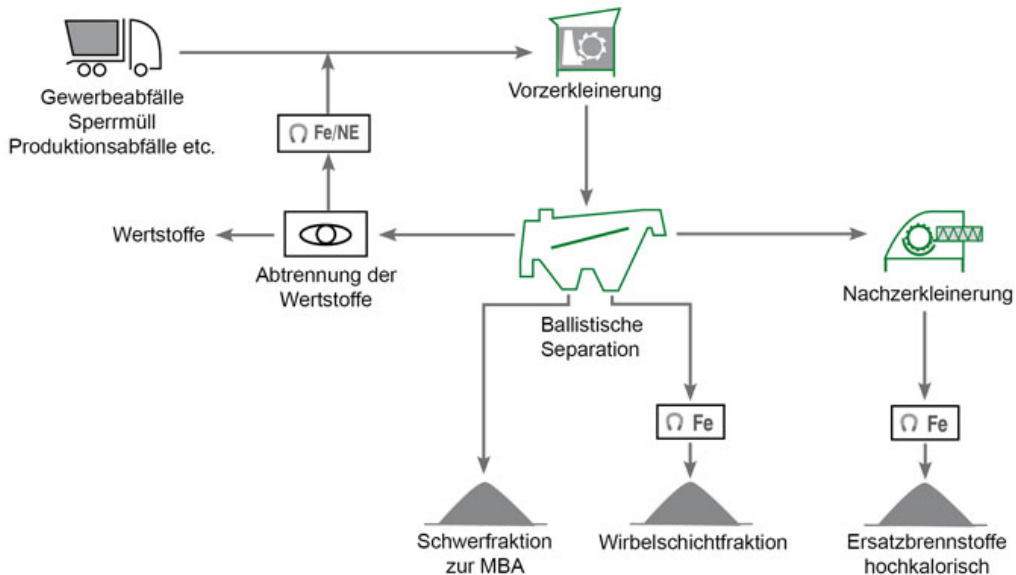 Gewerbeabfälle
Sperrmüll
Produktionsabfälle etc.
Vorzerkleinerung
Fe/NE
Wertstoffe
Abtrennung der
Wertstoffe
Ballistische
Separation
Nachzerkleinerung
Fe
Fe
Schwerfraktion
zur MBA
Wirbelschichtfraktion
Ersatzbrennstoffe
hochkalorisch